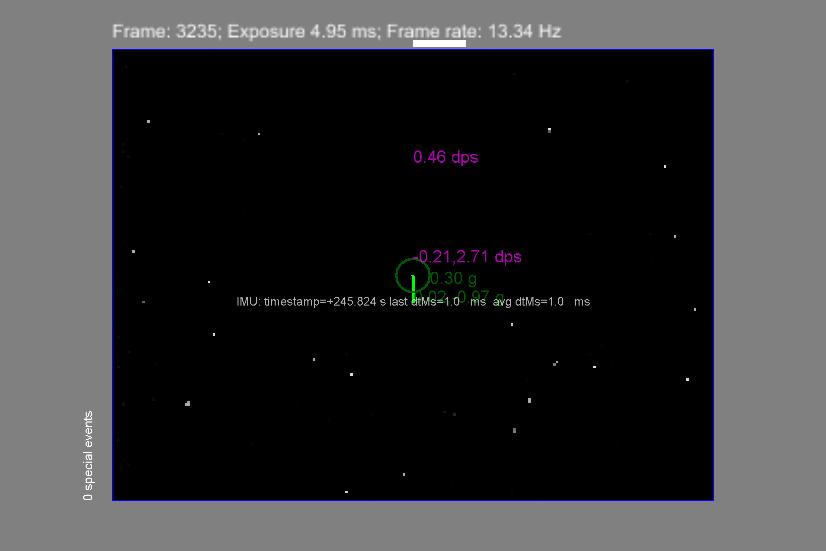 Frame: 3235; Exposure 4.95 ms; Frame rate: 13.34 Hz
0.46 dps
-0.21,2.71 dps
0.30 g
IMU: timestamp=+245.824 s last dtMs=1.0 ms avg dtMs=1.0 ms
0 special events